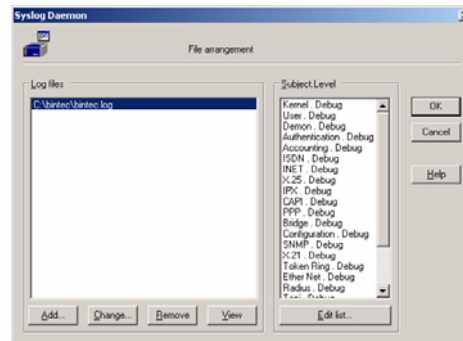 Syslog Daemon
File arrangement
Log files
C:\bintec\bintec.log
Add...
Change...
Remove
View
Subject.Level
Kernel . Debug
User . Debug
Demon . Debug
Authentication . Debug
Accounting . Debug
ISDN . Debug
INET . Debug
X.25 . Debug
IPX . Debug
CAPI . Debug
PPP . Debug
Bridge . Debug
Configuration . Debug
SNMP . Debug
X.21 . Debug
Token Ring . Debug
Ether Net . Debug
Radius . Debug
Edit list...
OK
Cancel
Help